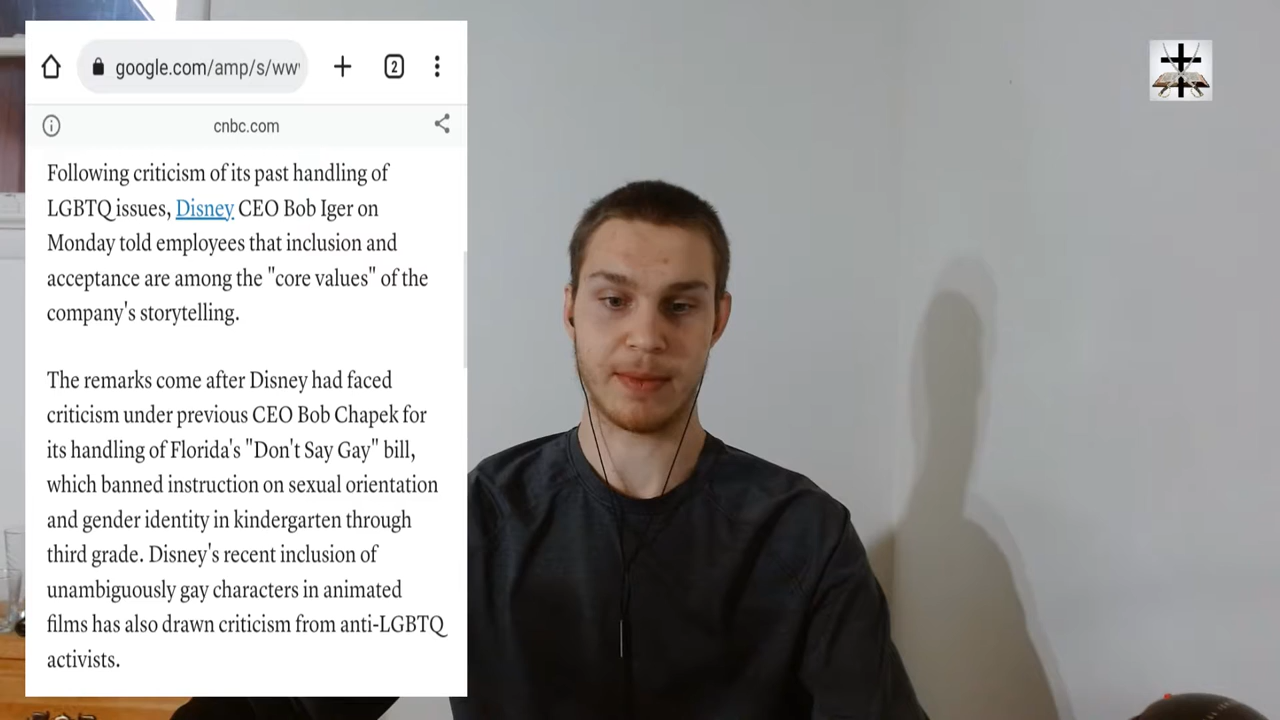 google.com/amp/s/ww
2
cnbc.com
Following criticism of its past handling of
LGBTQ issues, Disney CEO Bob Iger on
Monday told employees that inclusion and
acceptance are among the "core values" of the
company's storytelling.
The remarks come after Disney had faced
criticism under previous CEO Bob Chapek for
its handling of Florida's "Don't Say Gay" bill,
which banned instruction on sexual orientation
and gender identity in kindergarten through
third grade. Disney's recent inclusion of
unambiguously gay characters in animated
films has also drawn criticism from anti-LGBTQ
activists.